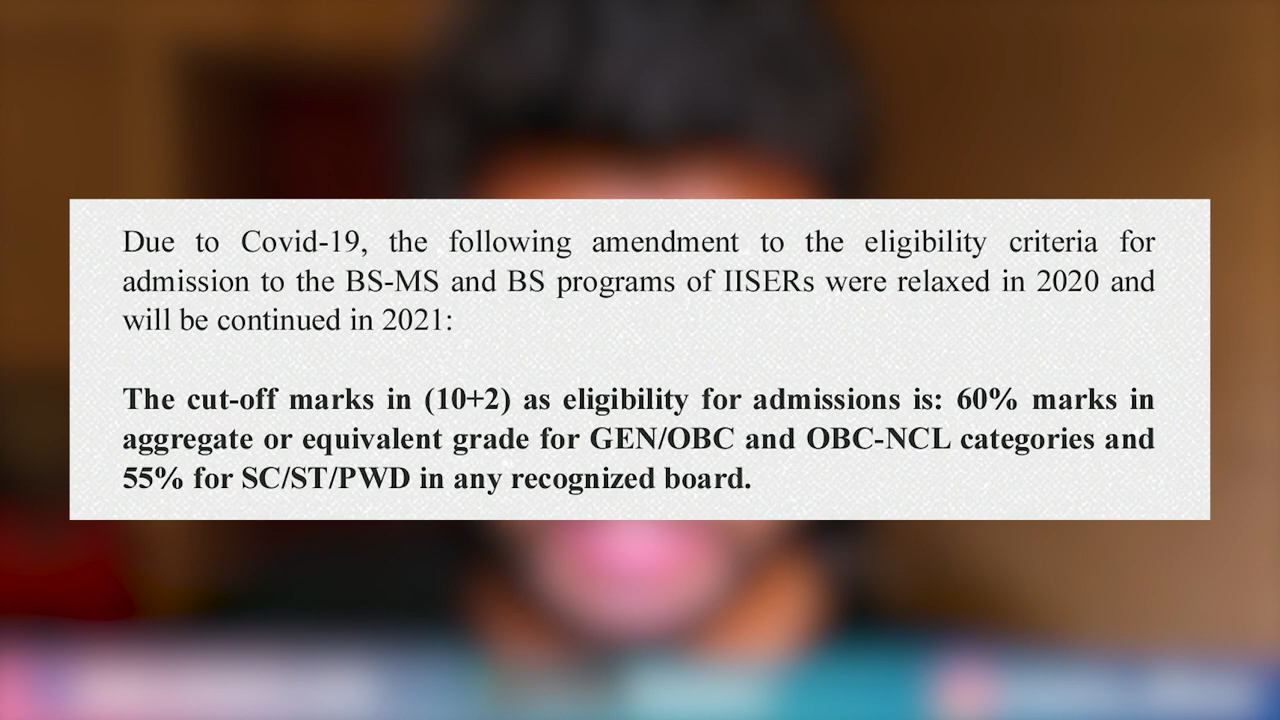 Due to Covid-19, the following amendment to the eligibility criteria for
admission to the BS-MS and BS programs of IISERs were relaxed in 2020 and
will be continued in 2021:
The cut-off marks in (10+2) as eligibility for admissions is: 60% marks in
aggregate or equivalent grade for GEN/OBC and OBC-NCL categories and
55% for SC/ST/PWD in any recognized board.